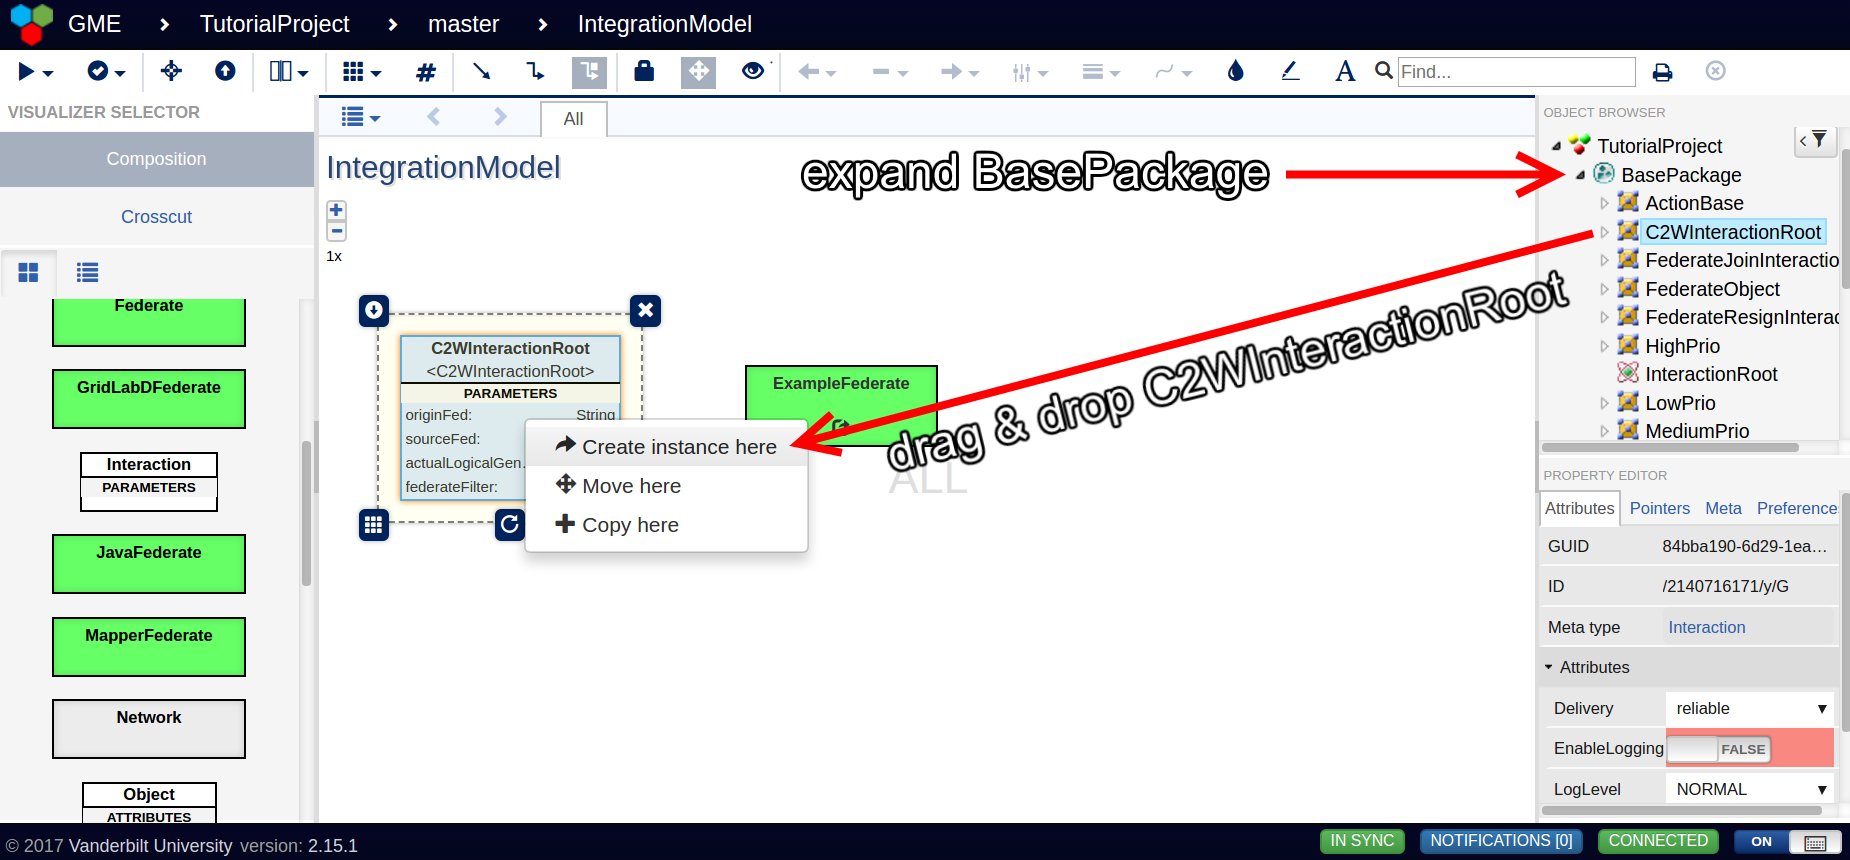 GME TutorialProject master IntegrationModel
Find...
VISUALIZER SELECTOR
Composition
Crosscut
Federate
GridLabDFederate
Interaction
PARAMETERS
JavaFederate
MapperFederate
Network
Object
ATTRIBUTES
All
IntegrationModel
1x
C2WInteractionRoot
<C2WInteractionRoot>
PARAMETERS
originFed: String
sourceFed:
actualLogicalGen...
federateFilter:
ExampleFederate
Create instance here
Move here
Copy here
ALL
expand BasePackage
drag & drop C2WInteractionRoot
OBJECT BROWSER
TutorialProject
BasePackage
ActionBase
C2WInteractionRoot
FederateJoinInteractio
FederateObject
FederateResignInterac
HighPrio
InteractionRoot
LowPrio
MediumPrio
PROPERTY EDITOR
Attributes Pointers Meta Preferences
GUID 84bba190-6d29-1ea...
ID /2140716171/y/G
Meta type Interaction
Attributes
Delivery reliable
EnableLogging FALSE
LogLevel NORMAL
© 2017 Vanderbilt University version: 2.15.1
IN SYNC NOTIFICATIONS [0] CONNECTED ON